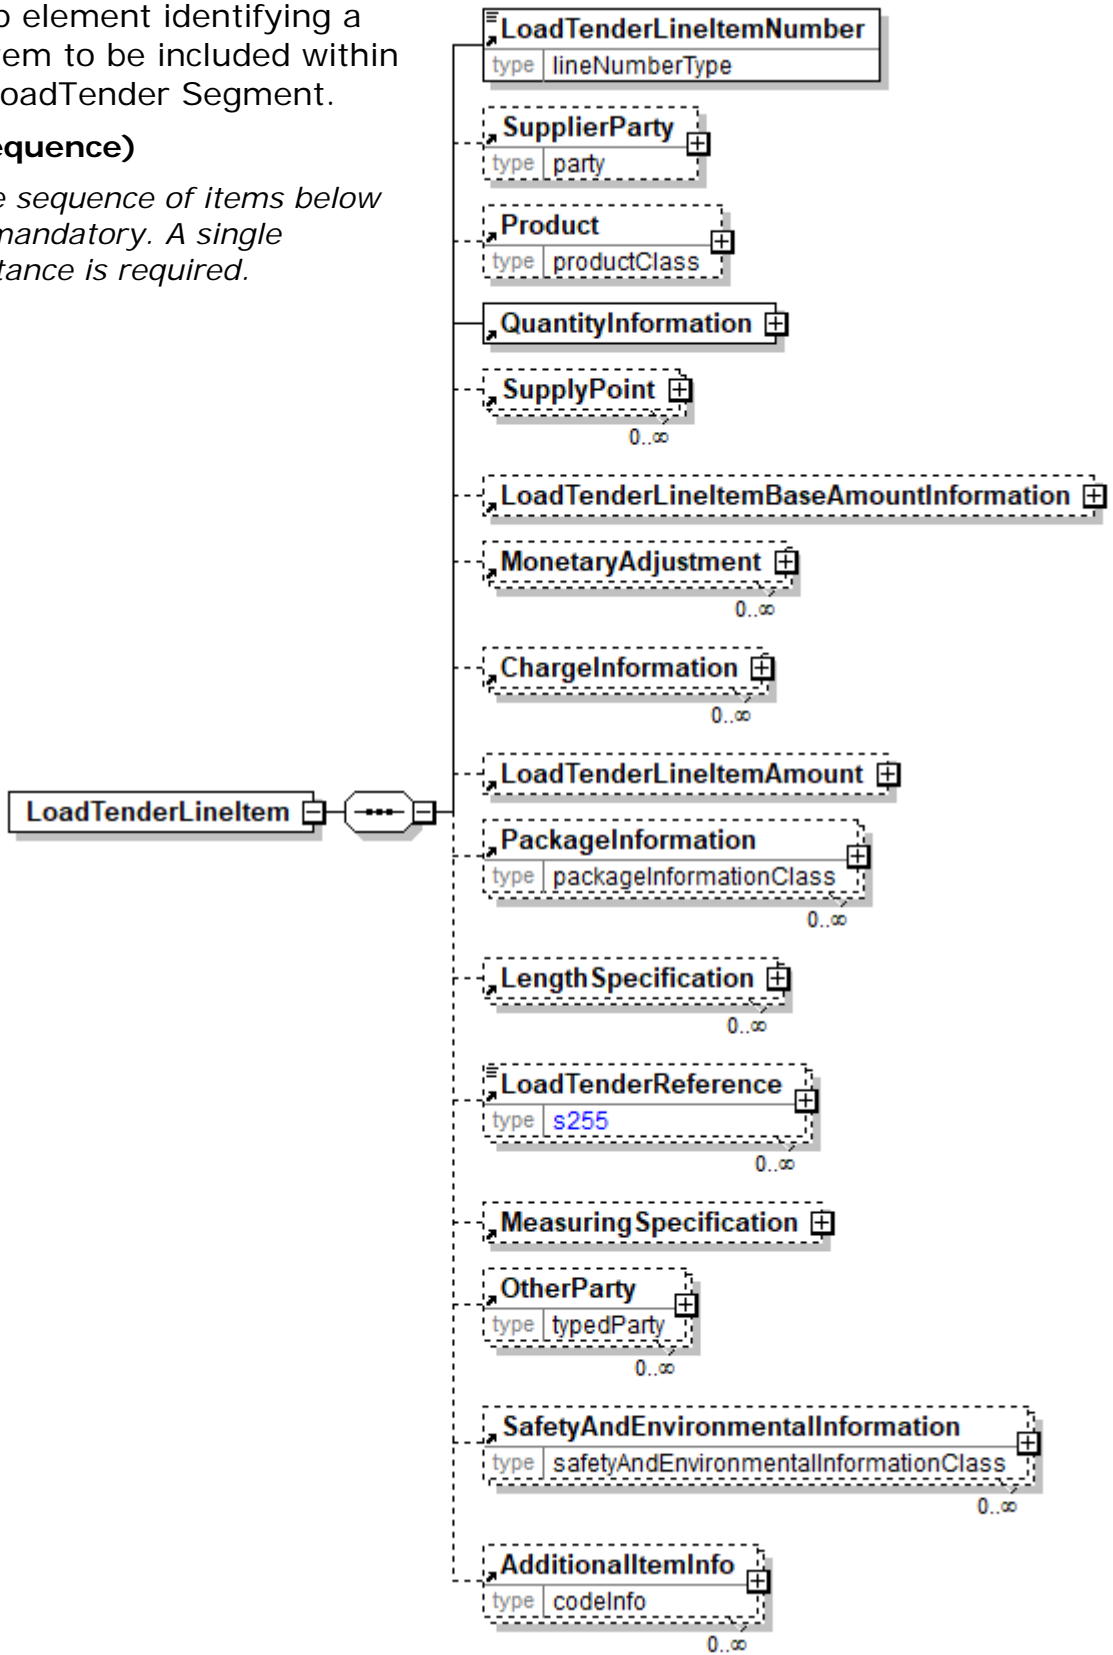 element identifying a
em to be included within
oadTender Segment.
equence)
e sequence of items below
mandatory. A single
tance is required.
LoadTenderLineItemNumber
type lineNumberType
SupplierParty
type party
Product
type productClass
QuantityInformation
SupplyPoint
0..∞
LoadTenderLineItemBaseAmountInformation
MonetaryAdjustment
0..∞
ChargeInformation
0..∞
LoadTenderLineItemAmount
LoadTenderLineItem
PackageInformation
type packageInformationClass
0..∞
LengthSpecification
0..∞
LoadTenderReference
type s255
0..∞
MeasuringSpecification
OtherParty
type typedParty
0..∞
SafetyAndEnvironmentalInformation
type safetyAndEnvironmentalInformationClass
0..∞
AdditionalItemInfo
type codeInfo
0..∞